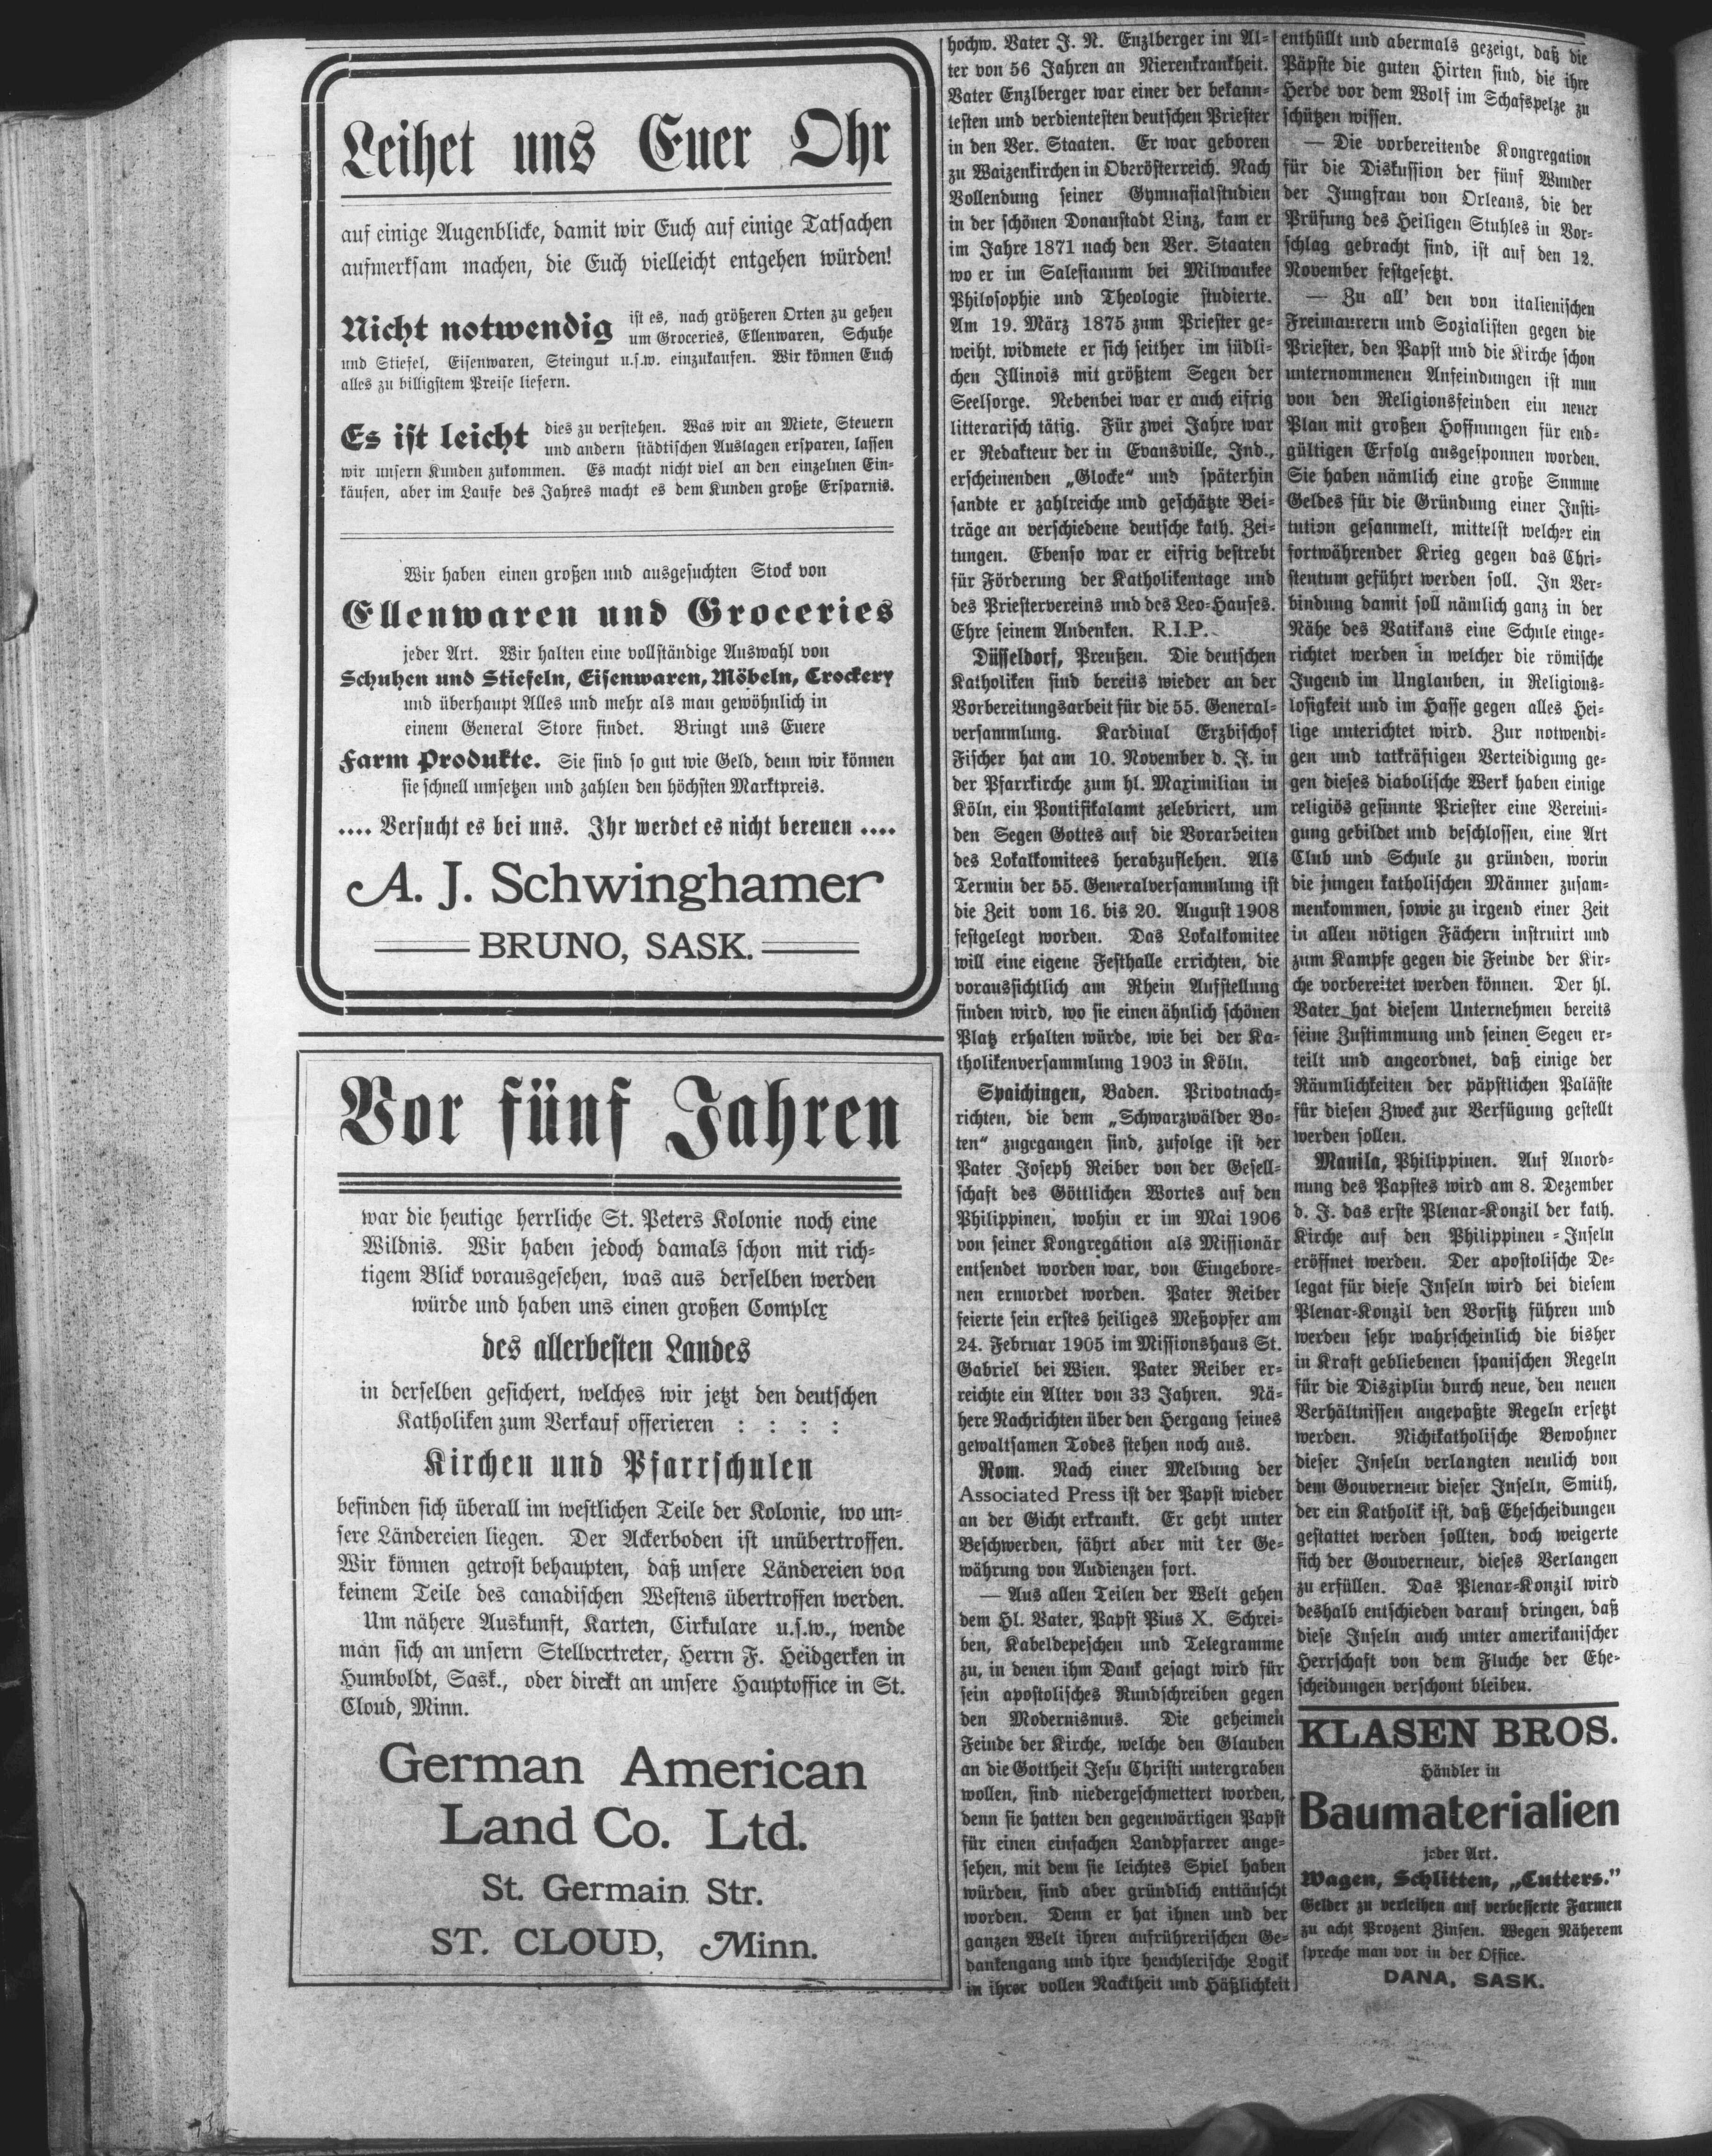 Leihet uns Euer Ohr
auf einige Augenblicke, damit wir Euch auf einige Tatsachen
aufmerksam machen, die Euch vielleicht entgehen würden!
Nicht notwendig ist es, nach größeren Orten zu gehen
um Groceries, Ellenwaren, Schuhe
und Stiefel, Eisenwaren, Steingut u.s.w. einzukaufen. Wir können Euch
alles zu billigstem Preise liefern.
Es ist leicht dies zu verstehen. Was wir an Miete, Steuern
und andern städtischen Auslagen ersparen, lassen
wir unsern Kunden zukommen. Es macht nicht viel an den einzelnen Ein-
käufen, aber im Laufe des Jahres macht es dem Kunden große Ersparnis.
Wir haben einen großen und ausgesuchten Stock von
Ellenwaren und Groceries
jeder Art. Wir halten eine vollständige Auswahl von
Schuhen und Stiefeln, Eisenwaren, Möbeln, Crockery
und überhaupt Alles und mehr als man gewöhnlich in
einem General Store findet. Bringt uns Euere
Farm Produkte. Sie sind so gut wie Geld, denn wir können
sie schnell umsetzen und zahlen den höchsten Marktpreis.
.... Versucht es bei uns. Ihr werdet es nicht bereuen ....
A. J. Schwinghamer
BRUNO, SASK.
Vor fünf Jahren
war die heutige herrliche St. Peters Kolonie noch eine
Wildnis. Wir haben jedoch damals schon mit rich-
tigem Blick vorausgesehen, was aus derselben werden
würde und haben uns einen großen Complex
des allerbesten Landes
in derselben gesichert, welches wir jetzt den deutschen
Katholiken zum Verkauf offerieren : : : :
Kirchen und Pfarrschulen
befinden sich überall im westlichen Teile der Kolonie, wo un-
sere Ländereien liegen. Der Ackerboden ist unübertroffen.
Wir können getrost behaupten, daß unsere Ländereien von
keinem Teile des canadischen Westens übertroffen werden.
Um nähere Auskunft, Karten, Cirkulare u.s.w., wende
man sich an unsern Stellvertreter, Herrn F. Heidgerken in
Humboldt, Sask., oder direkt an unsere Hauptoffice in St.
Cloud, Minn.
German American
Land Co. Ltd.
St. Germain Str.
ST. CLOUD, Minn.
hochw. Vater J. N. Enzlberger im Al-
ter von 56 Jahren an Nierenkrankheit.
Vater Enzlberger war einer der bekann-
testen und verdientesten deutschen Priester
in den Ver. Staaten. Er war geboren
zu Waizenkirchen in Oberösterreich. Nach
Vollendung seiner Gymnasialstudien
in der schönen Donaustadt Linz, kam er
im Jahre 1871 nach den Ver. Staaten
wo er im Salesianum bei Milwaukee
Philosophie und Theologie studierte.
Am 19. März 1875 zum Priester ge-
weiht, widmete er sich seither im südli-
chen Illinois mit größtem Segen der
Seelsorge. Nebenbei war er auch eifrig
litterarisch tätig. Für zwei Jahre war
er Redakteur der in Evansville, Ind.,
erscheinenden „Glocke“ und späterhin
sandte er zahlreiche und geschätzte Bei-
träge an verschiedene deutsche kath. Zei-
tungen. Ebenso war er eifrig bestrebt
für Förderung der Katholikentage und
des Priestervereins und des Leo-Hauses.
Ehre seinem Andenken. R.I.P.
Düsseldorf, Preußen. Die deutschen
Katholiken sind bereits wieder an der
Vorbereitungsarbeit für die 55. General-
versammlung. Kardinal Erzbischof
Fischer hat am 10. November d. J. in
der Pfarrkirche zum hl. Maximilian in
Köln, ein Pontifikalamt zelebriert, um
den Segen Gottes auf die Vorarbeiten
des Lokalkomitees herabzuflehen. Als
Termin der 55. Generalversammlung ist
die Zeit vom 16. bis 20. August 1908
festgelegt worden. Das Lokalkomitee
will eine eigene Festhalle errichten, die
voraussichtlich am Rhein Aufstellung
finden wird, wo sie einen ähnlich schönen
Platz erhalten würde, wie bei der Ka-
tholikenversammlung 1903 in Köln.
Spaichingen, Baden. Privatnach-
richten, die dem „Schwarzwälder Bo-
ten“ zugegangen sind, zufolge ist der
Pater Joseph Reiber von der Gesell-
schaft des Göttlichen Wortes auf den
Philippinen, wohin er im Mai 1906
von seiner Kongregation als Missionär
entsendet worden war, von Eingebore-
nen ermordet worden. Pater Reiber
feierte sein erstes heiliges Meßopfer am
24. Februar 1905 im Missionshaus St.
Gabriel bei Wien. Pater Reiber er-
reichte ein Alter von 33 Jahren. Nä-
here Nachrichten über den Hergang seines
gewaltsamen Todes stehen noch aus.
Rom. Nach einer Meldung der
Associated Press ist der Papst wieder
an der Gicht erkrankt. Er geht unter
Beschwerden, fährt aber mit der Ge-
währung von Audienzen fort.
— Aus allen Teilen der Welt gehen
dem Hl. Vater, Papst Pius X. Schrei-
ben, Kabeldepeschen und Telegramme
zu, in denen ihm Dank gesagt wird für
sein apostolisches Rundschreiben gegen
den Modernismus. Die geheimen
Feinde der Kirche, welche den Glauben
an die Gottheit Jesu Christi untergraben
wollen, sind niedergeschmettert worden,
denn sie hatten den gegenwärtigen Papst
für einen einfachen Landpfarrer ange-
sehen, mit dem sie leichtes Spiel haben
würden, sind aber gründlich enttäuscht
worden. Denn er hat ihnen und der
ganzen Welt ihren aufrührerischen Ge-
dankengang und ihre heuchlerische Logik
in ihrer vollen Nacktheit und Häßlichkeit
enthüllt und abermals gezeigt, daß die
Päpste die guten Hirten sind, die ihre
Herde vor dem Wolf im Schafspelze zu
schützen wissen.
— Die vorbereitende Kongregation
für die Diskussion der fünf Wunder
der Jungfrau von Orleans, die der
Prüfung des Heiligen Stuhles in Vor-
schlag gebracht sind, ist auf den 12.
November festgesetzt.
— Zu all' den von italienischen
Freimaurern und Sozialisten gegen die
Priester, den Papst und die Kirche schon
unternommenen Anfeindungen ist nun
von den Religionsfeinden ein neuer
Plan mit großen Hoffnungen für end-
gültigen Erfolg ausgesponnen worden.
Sie haben nämlich eine große Summe
Geldes für die Gründung einer Insti-
tution gesammelt, mittelst welcher ein
fortwährender Krieg gegen das Chri-
stentum geführt werden soll. In Ver-
bindung damit soll nämlich ganz in der
Nähe des Vatikans eine Schule einge-
richtet werden in welcher die römische
Jugend im Unglauben, in Religions-
losigkeit und im Hasse gegen alles Hei-
lige unterichtet wird. Zur notwendi-
gen und tatkräftigen Verteidigung ge-
gen dieses diabolische Werk haben einige
religiös gesinnte Priester eine Vereini-
gung gebildet und beschlossen, eine Art
Club und Schule zu gründen, worin
die jungen katholischen Männer zusam-
menkommen, sowie zu irgend einer Zeit
in allen nötigen Fächern instruirt und
zum Kampfe gegen die Feinde der Kir-
che vorbereitet werden können. Der hl.
Vater hat diesem Unternehmen bereits
seine Zustimmung und seinen Segen er-
teilt und angeordnet, daß einige der
Räumlichkeiten der päpstlichen Paläste
für diesen Zweck zur Verfügung gestellt
werden sollen.
Manila, Philippinen. Auf Anord-
nung des Papstes wird am 8. Dezember
d. J. das erste Plenar-Konzil der kath.
Kirche auf den Philippinen-Inseln
eröffnet werden. Der apostolische De-
legat für diese Inseln wird bei diesem
Plenar-Konzil den Vorsitz führen und
werden sehr wahrscheinlich die bisher
in Kraft gebliebenen spanischen Regeln
für die Disziplin durch neue, den neuen
Verhältnissen angepaßte Regeln ersetzt
werden. Nichtkatholische Bewohner
dieser Inseln verlangten neulich von
dem Gouverneur dieser Inseln, Smith,
der ein Katholik ist, daß Ehescheidungen
gestattet werden sollten, doch weigerte
sich der Gouverneur, dieses Verlangen
zu erfüllen. Das Plenar-Konzil wird
deshalb entschieden darauf dringen, daß
diese Inseln auch unter amerikanischer
Herrschaft von dem Fluche der Ehe-
scheidungen verschont bleiben.
KLASEN BROS.
Händler in
Baumaterialien
jeder Art.
Wagen, Schlitten, „Cutters.”
Gelder zu verleihen auf verbesserte Farmen
zu acht Prozent Zinsen. Wegen Näherem
spreche man vor in der Office.
DANA, SASK.